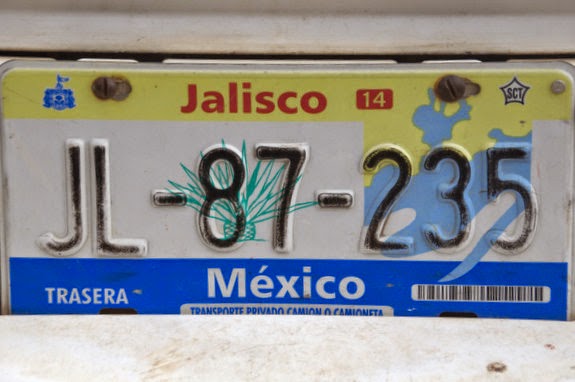 Jalisco 14 SCT
JL-87-235
TRASERA México
TRANSPORTE PRIVADO CAMION O CAMIONETA